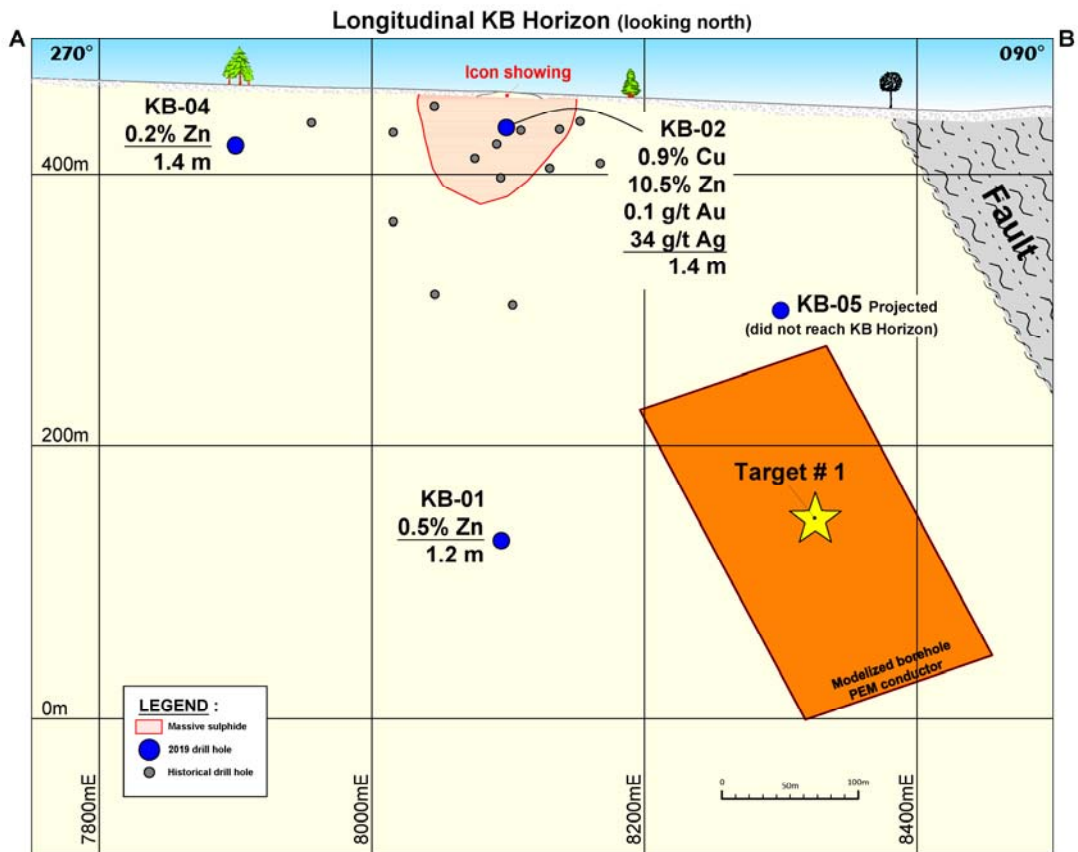 Longitudinal KB Horizon (looking north)
A
B
270°
090°
Icon showing
KB-04
0.2% Zn
1.4 m
KB-02
0.9% Cu
10.5% Zn
0.1 g/t Au
34 g/t Ag
1.4 m
400m
Fault
KB-05 Projected
(did not reach KB Horizon)
200m
Target # 1
KB-01
0.5% Zn
1.2 m
Modelized borehole
PEM conductor
0m
LEGEND :
Massive sulphide
2019 drill hole
Historical drill hole
0
50m
100m
7800mE
8000mE
8200mE
8400mE